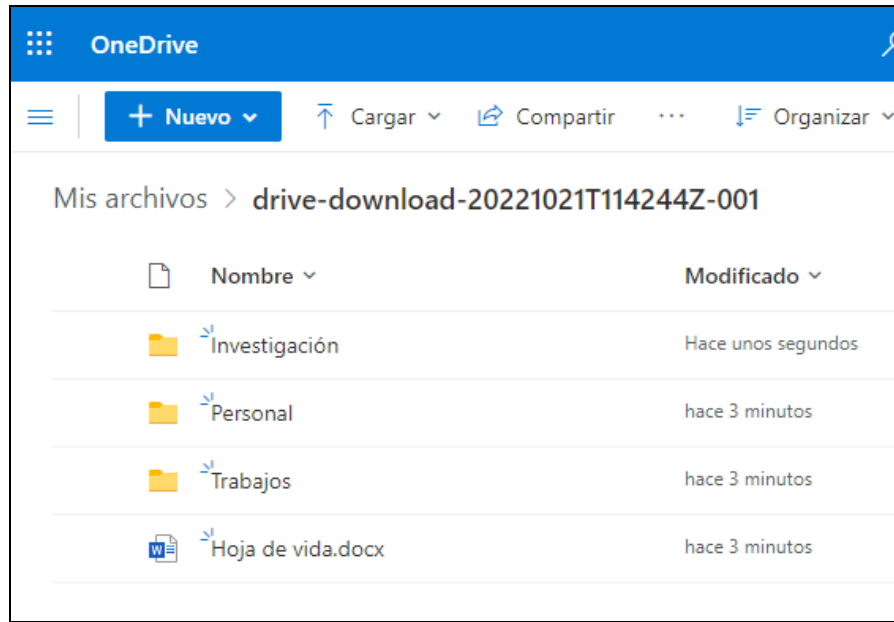 OneDrive
Nuevo Cargar Compartir ··· Organizar
Mis archivos > drive-download-20221021T114244Z-001
Nombre Modificado
Investigación Hace unos segundos
Personal hace 3 minutos
Trabajos hace 3 minutos
Hoja de vida.docx hace 3 minutos